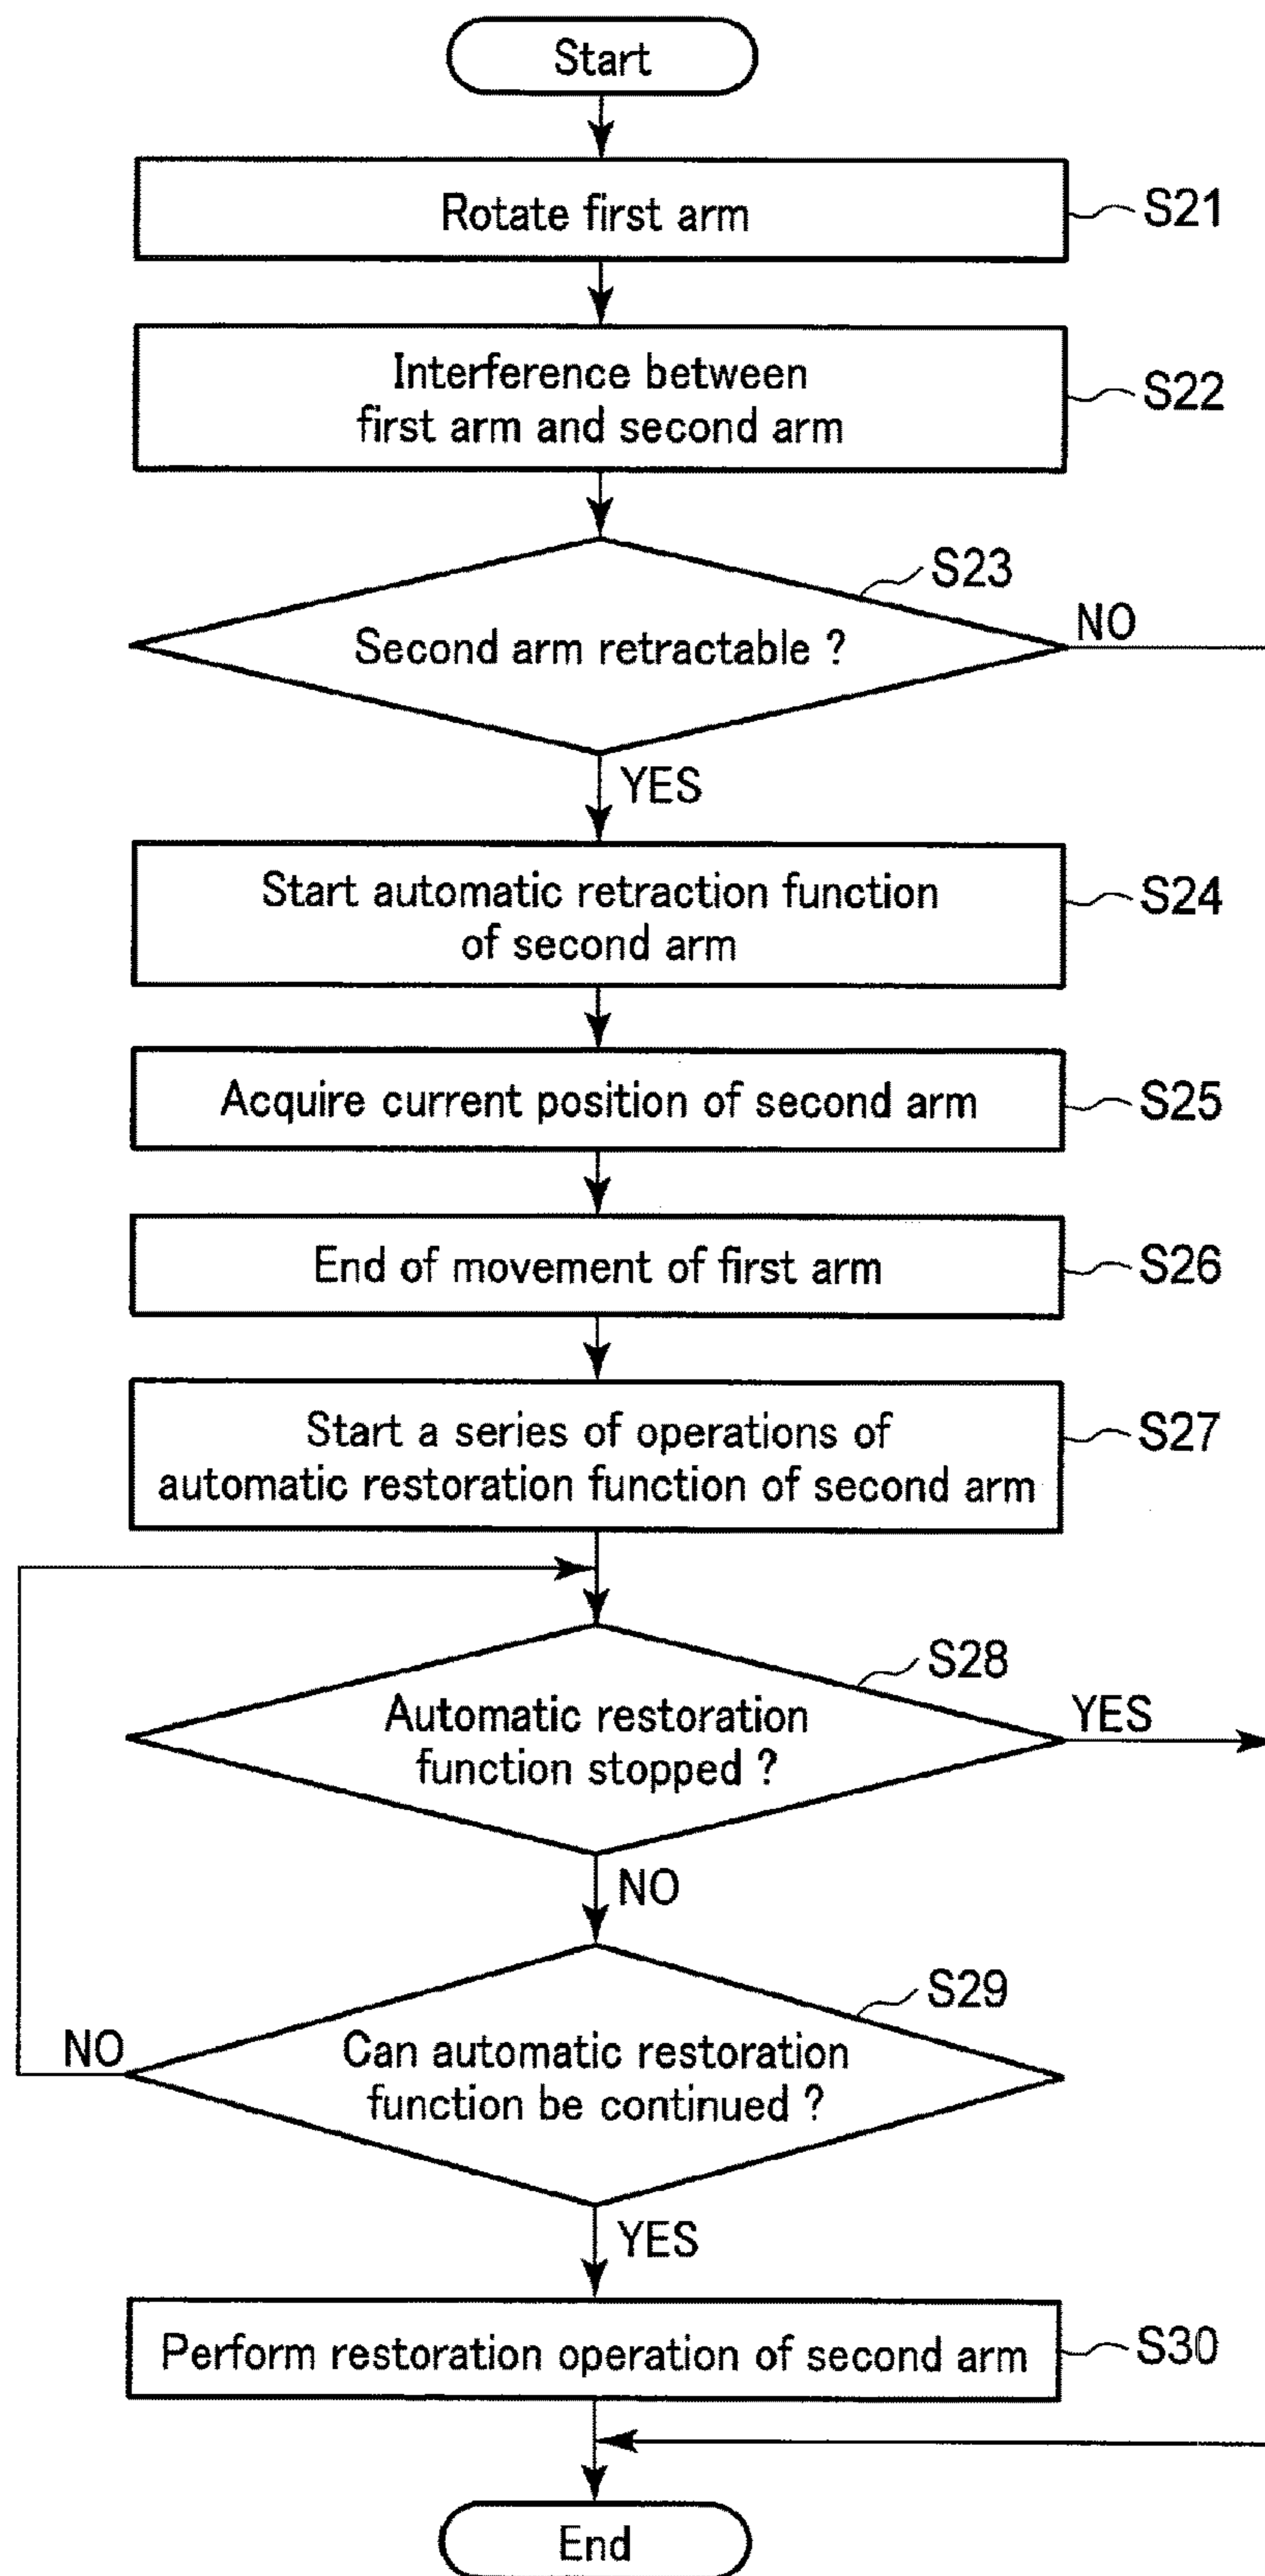 Start
Rotate first arm
S21
Interference between
first arm and second arm
S22
S23
Second arm retractable ?
NO
YES
Start automatic retraction function
of second arm
S24
Acquire current position of second arm
S25
End of movement of first arm
S26
Start a series of operations of
automatic restoration function of second arm
S27
S28
Automatic restoration
function stopped ?
YES
NO
S29
Can automatic restoration
function be continued ?
NO
YES
Perform restoration operation of second arm
S30
End